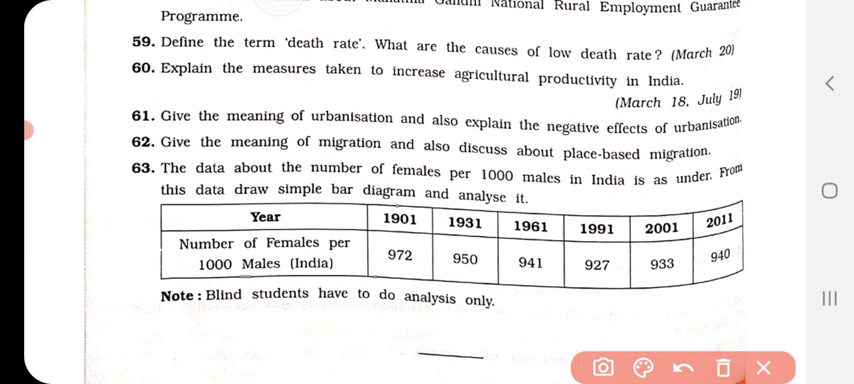 National Rural Employment Guarantee
Programme.
59. Define the term 'death rate'. What are the causes of low death rate? (March 20)
60. Explain the measures taken to increase agricultural productivity in India.
(March 18, July 19)
61. Give the meaning of urbanisation and also explain the negative effects of urbanisation.
62. Give the meaning of migration and also discuss about place-based migration.
63. The data about the number of females per 1000 males in India is as under. From
this data draw simple bar diagram and analyse it.
Year 1901 1931 1961 1991 2001 2011
Number of Females per
1000 Males (India) 972 950 941 927 933 940
Note : Blind students have to do analysis only.